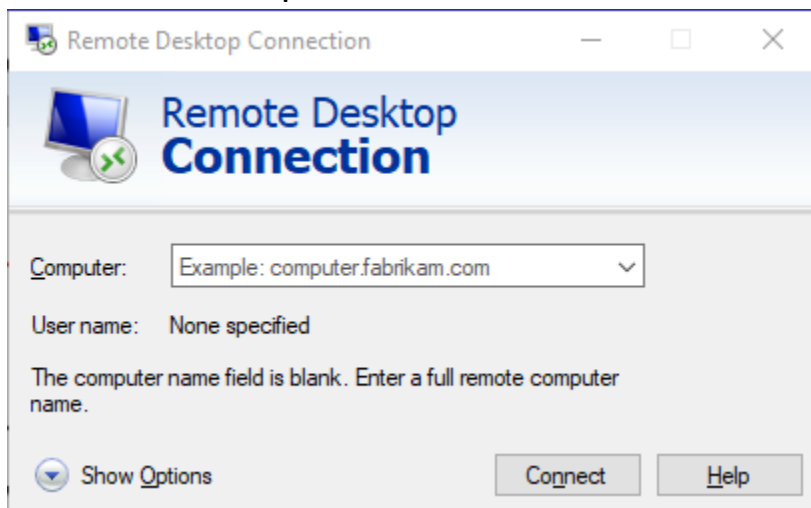 Remote Desktop Connection
Remote Desktop
Connection
Computer: Example: computer.fabrikam.com
User name: None specified
The computer name field is blank. Enter a full remote computer
name.
Show Options Connect Help